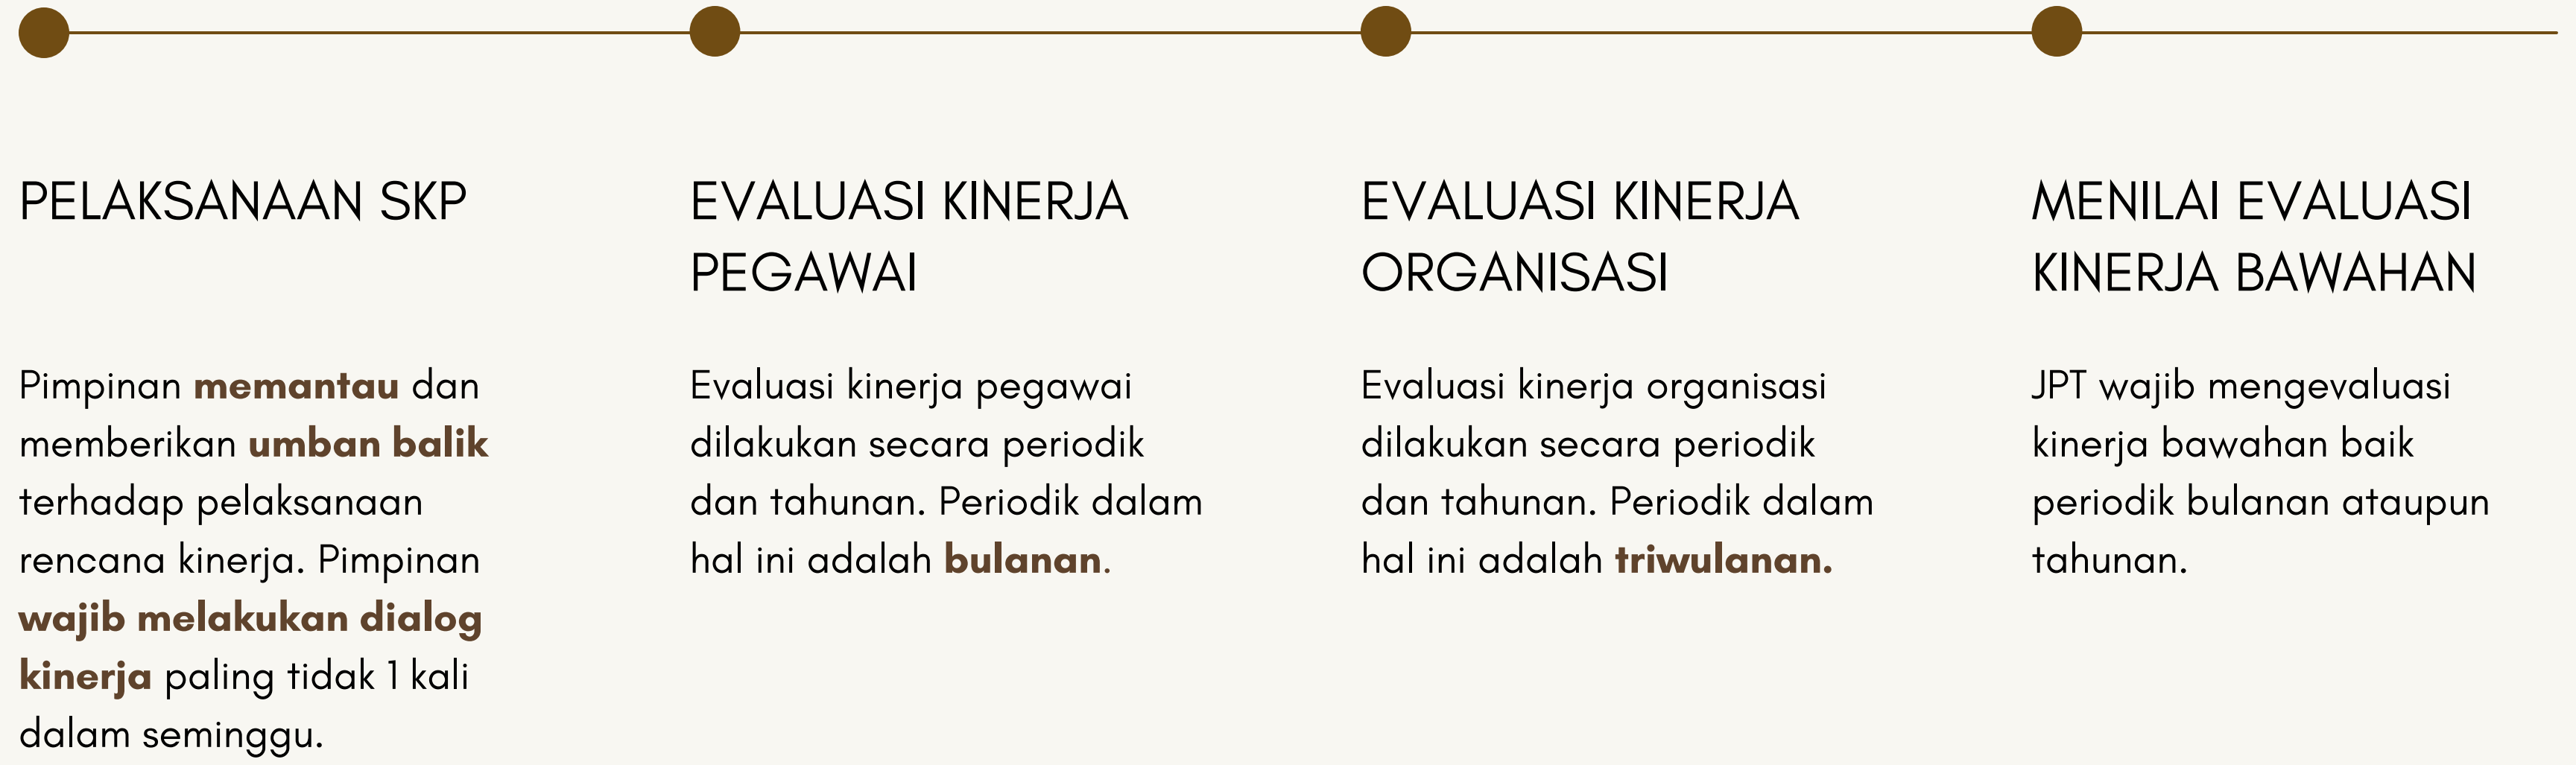 PELAKSANAAN SKP
Pimpinan memantau dan
memberikan umban balik
terhadap pelaksanaan
rencana kinerja. Pimpinan
wajib melakukan dialog
kinerja paling tidak 1 kali
dalam seminggu.
EVALUASI KINERJA
PEGAWAI
Evaluasi kinerja pegawai
dilakukan secara periodik
dan tahunan. Periodik dalam
hal ini adalah bulanan.
EVALUASI KINERJA
ORGANISASI
Evaluasi kinerja organisasi
dilakukan secara periodik
dan tahunan. Periodik dalam
hal ini adalah triwulanan.
MENILAI EVALUASI
KINERJA BAWAHAN
JPT wajib mengevaluasi
kinerja bawahan baik
periodik bulanan ataupun
tahunan.